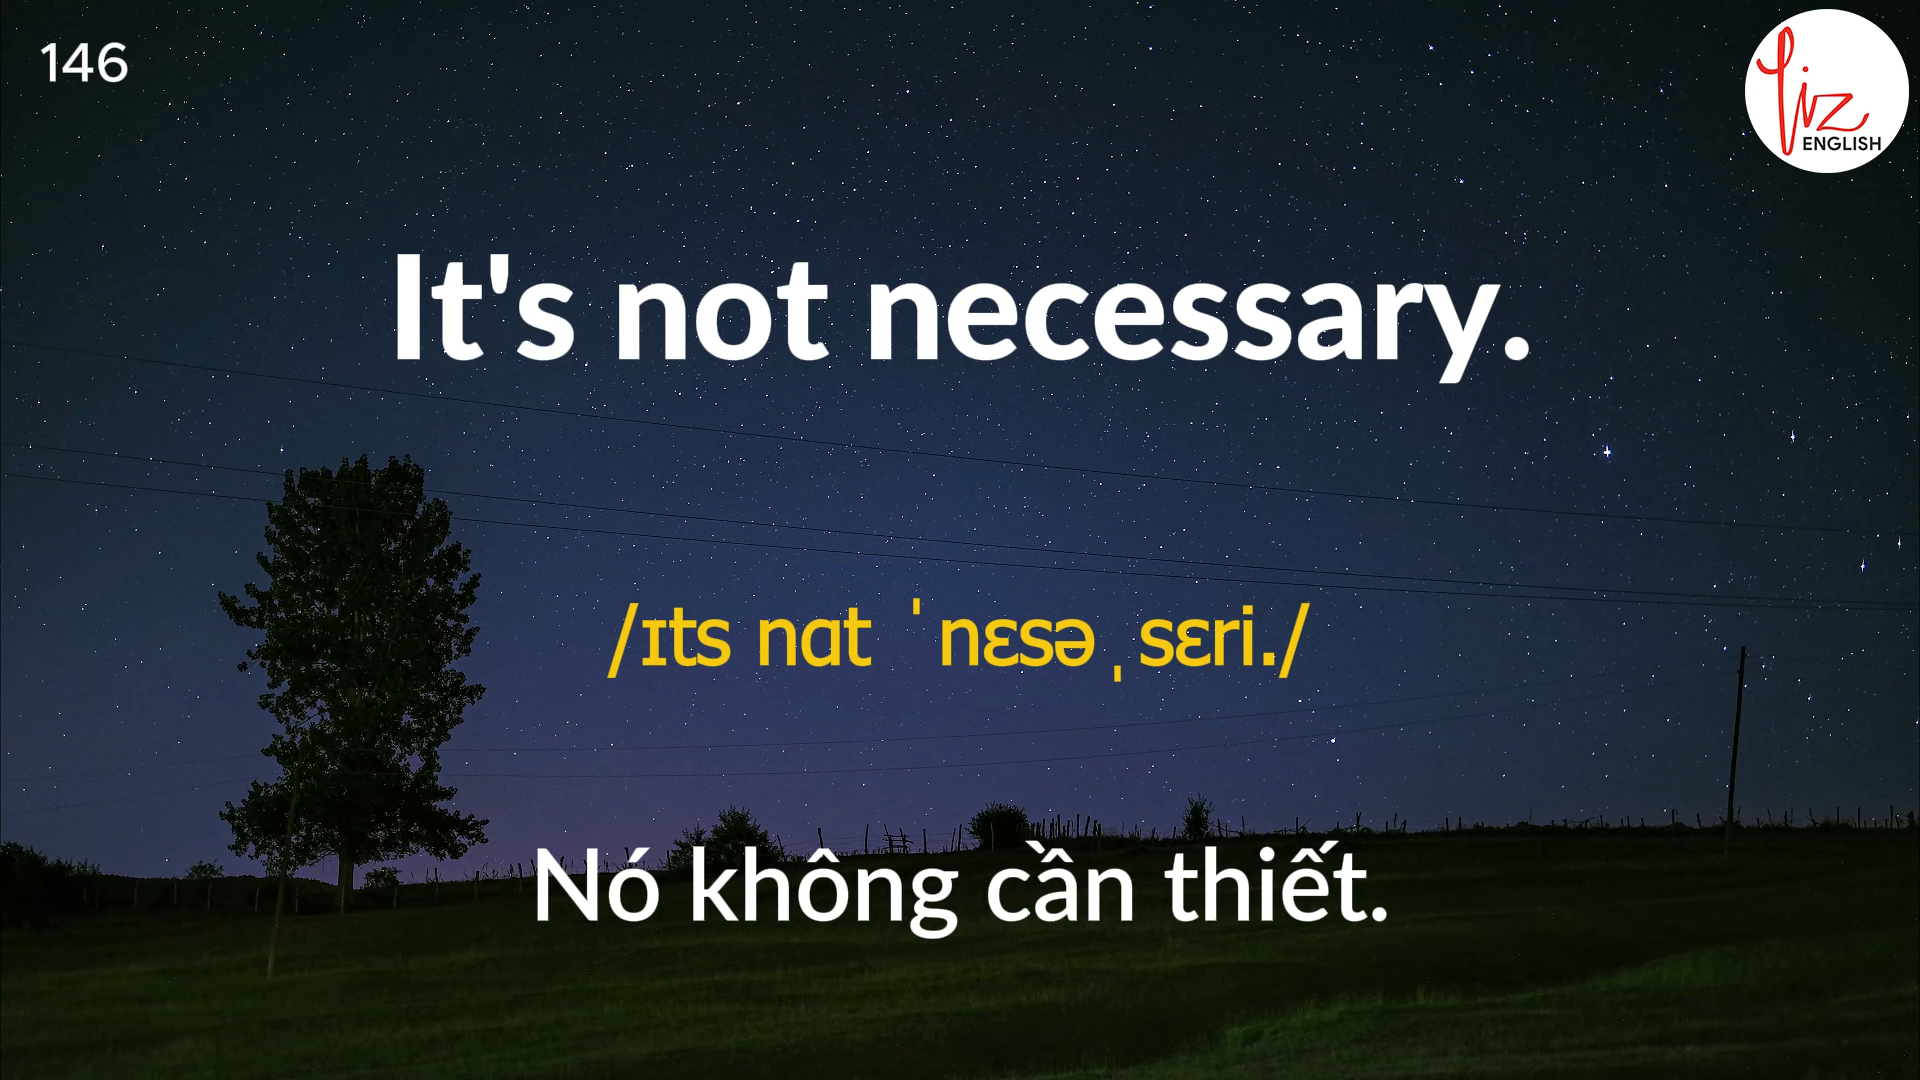 146
Liz
ENGLISH
It's not necessary.
/ɪts nɑt ˈnɛsəˌsɛri./
Nó không cần thiết.